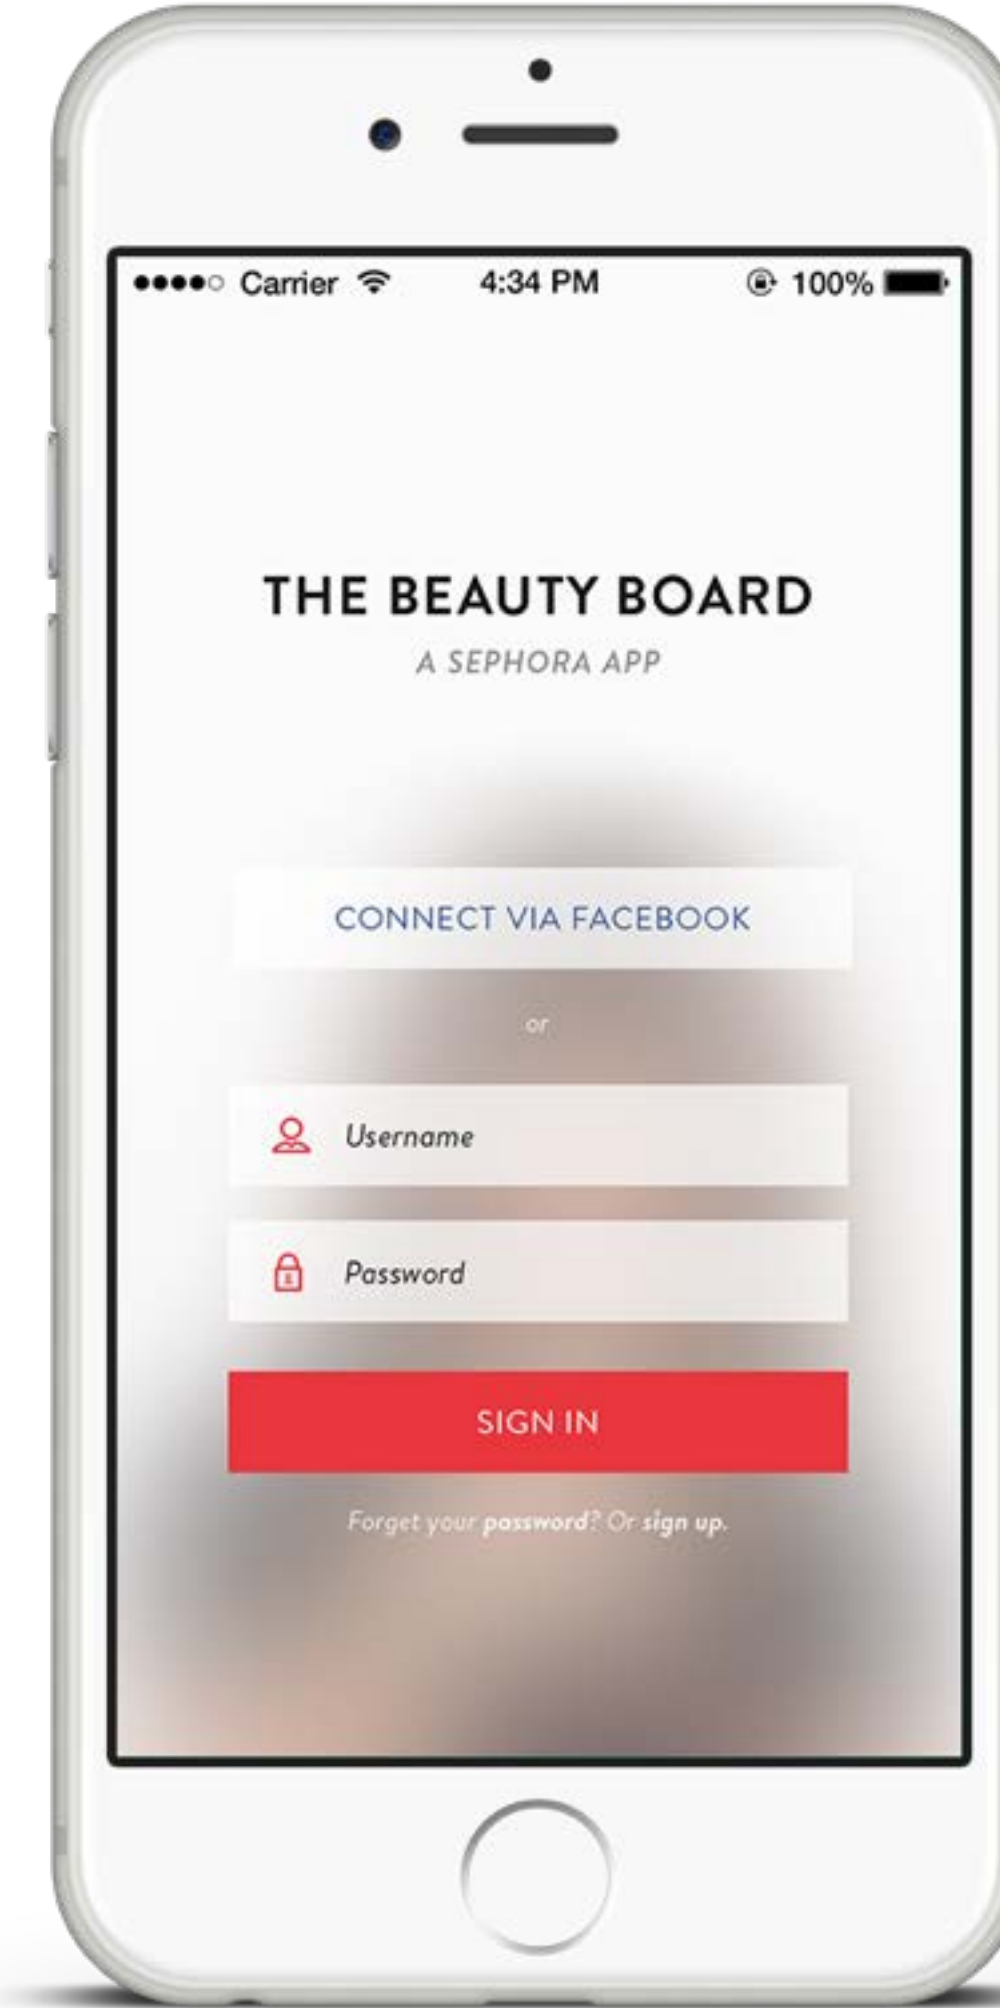 Carrier 4:34 PM 100%
THE BEAUTY BOARD
A SEPHORA APP
CONNECT VIA FACEBOOK
or
Username
Password
SIGN IN
Forget your password? Or sign up.